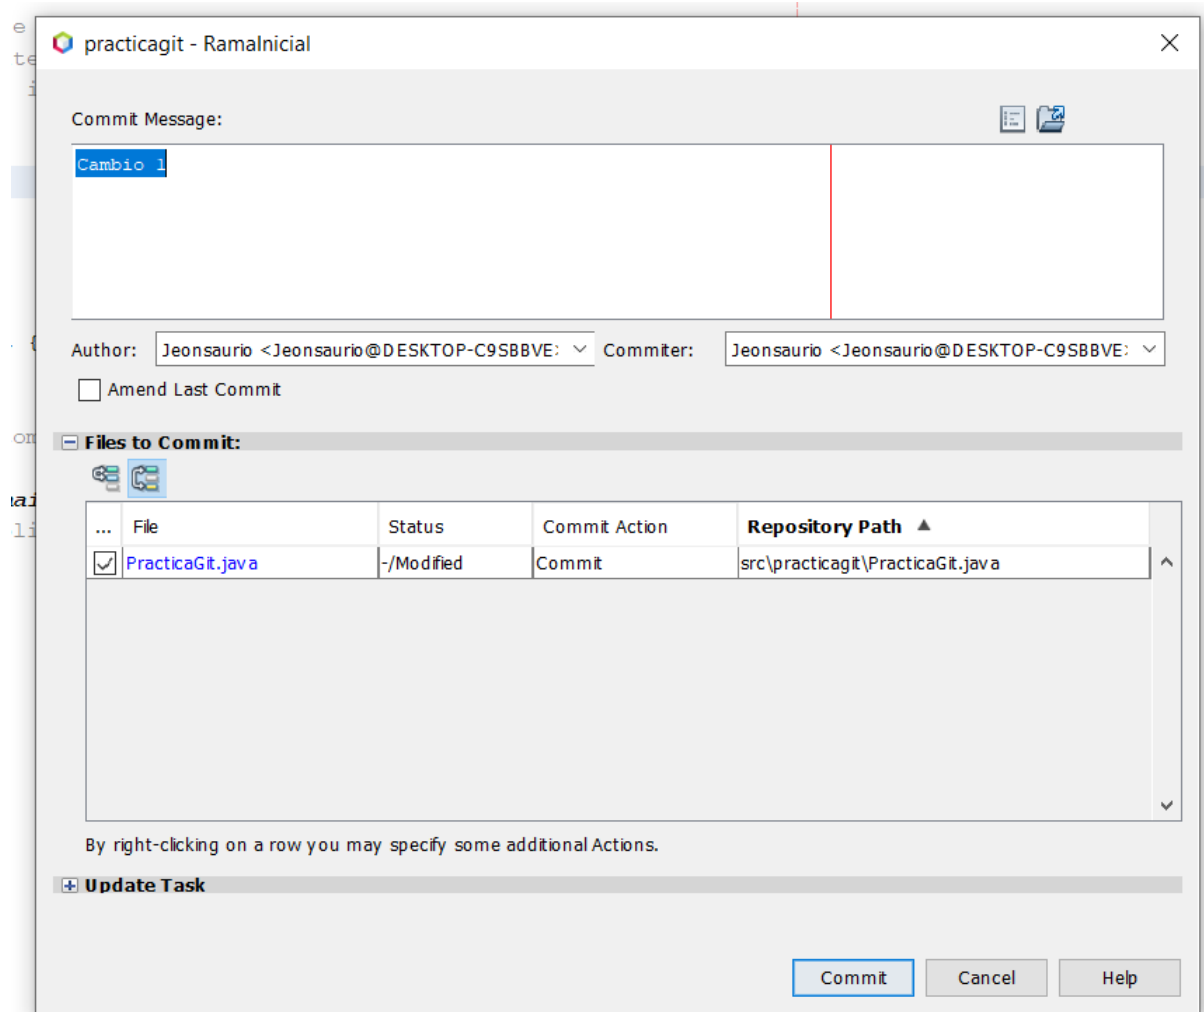 practicagit - RamaInicial
Commit Message:
Cambio 1
Author: Jeonsaurio <Jeonsaurio@DESKTOP-C9SBBVE> Commiter: Jeonsaurio <Jeonsaurio@DESKTOP-C9SBBVE>
Amend Last Commit
Files to Commit:
... File Status Commit Action Repository Path
PracticaGit.java -/Modified Commit src\practicagit\PracticaGit.java
By right-clicking on a row you may specify some additional Actions.
Update Task
Commit Cancel Help